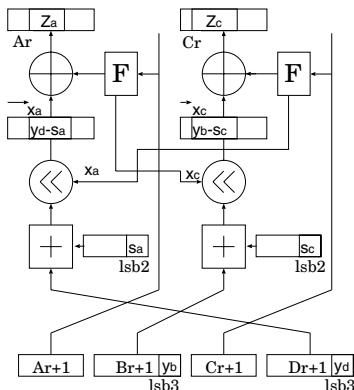 Za Zc
Ar Cr
F F
xa xc
yd-sa yb-sc
xa xc
<< <<
+ sa + sc
lsb2 lsb2
Ar+1 Br+1 yb Cr+1 Dr+1 yd
lsb3 lsb3